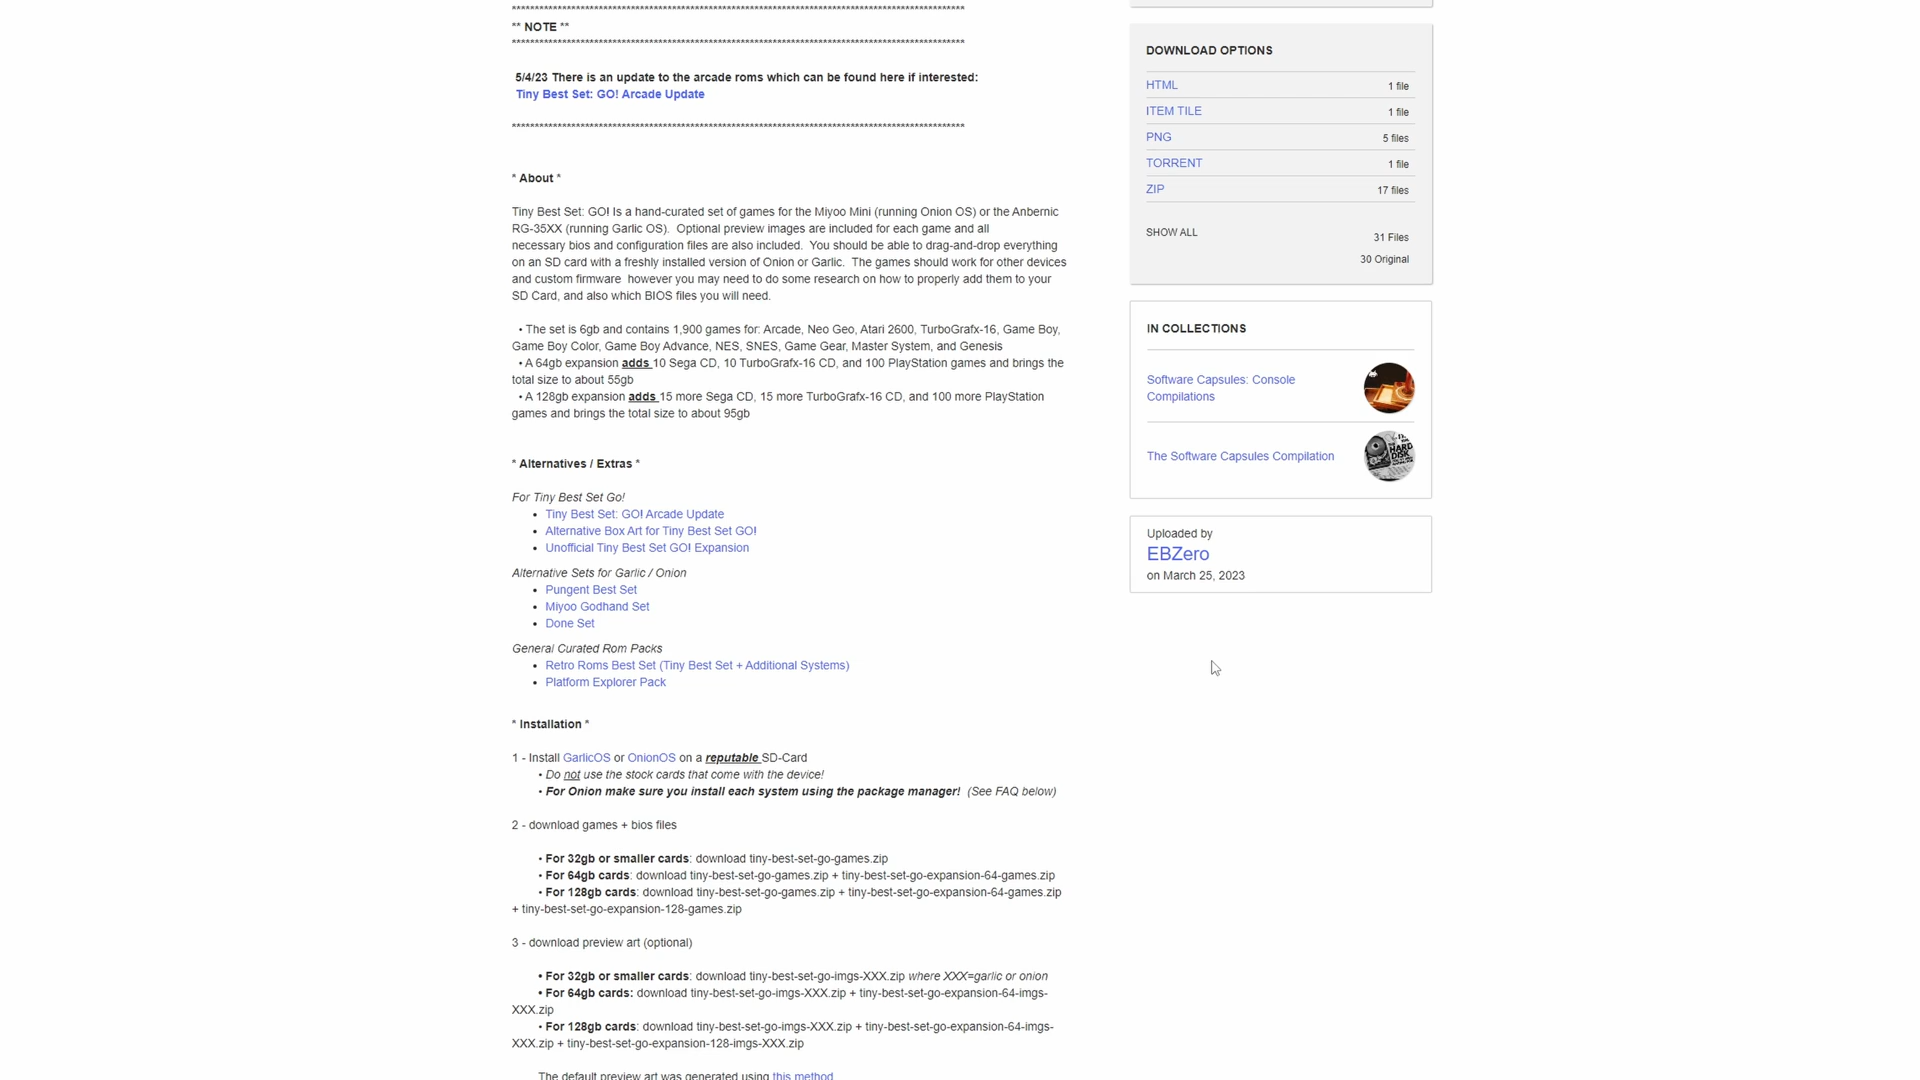 ****************************************************************************************************
** NOTE **
****************************************************************************************************
5/4/23 There is an update to the arcade roms which can be found here if interested:
Tiny Best Set: GO! Arcade Update
****************************************************************************************************
* About *
Tiny Best Set: GO! Is a hand-curated set of games for the Miyoo Mini (running Onion OS) or the Anbernic
RG-35XX (running Garlic OS).  Optional preview images are included for each game and all
necessary bios and configuration files are also included.  You should be able to drag-and-drop everything
on an SD card with a freshly installed version of Onion or Garlic.  The games should work for other devices
and custom firmware  however you may need to do some research on how to properly add them to your
SD Card, and also which BIOS files you will need.
• The set is 6gb and contains 1,900 games for: Arcade, Neo Geo, Atari 2600, TurboGrafx-16, Game Boy,
Game Boy Color, Game Boy Advance, NES, SNES, Game Gear, Master System, and Genesis
• A 64gb expansion adds 10 Sega CD, 10 TurboGrafx-16 CD, and 100 PlayStation games and brings the
total size to about 55gb
• A 128gb expansion adds 15 more Sega CD, 15 more TurboGrafx-16 CD, and 100 more PlayStation
games and brings the total size to about 95gb
* Alternatives / Extras *
For Tiny Best Set Go!
• Tiny Best Set: GO! Arcade Update
• Alternative Box Art for Tiny Best Set GO!
• Unofficial Tiny Best Set GO! Expansion
Alternative Sets for Garlic / Onion
• Pungent Best Set
• Miyoo Godhand Set
• Done Set
General Curated Rom Packs
• Retro Roms Best Set (Tiny Best Set + Additional Systems)
• Platform Explorer Pack
* Installation *
1 - Install GarlicOS or OnionOS on a reputable SD-Card
• Do not use the stock cards that come with the device!
• For Onion make sure you install each system using the package manager!  (See FAQ below)
2 - download games + bios files
• For 32gb or smaller cards: download tiny-best-set-go-games.zip
• For 64gb cards: download tiny-best-set-go-games.zip + tiny-best-set-go-expansion-64-games.zip
• For 128gb cards: download tiny-best-set-go-games.zip + tiny-best-set-go-expansion-64-games.zip
+ tiny-best-set-go-expansion-128-games.zip
3 - download preview art (optional)
• For 32gb or smaller cards: download tiny-best-set-go-imgs-XXX.zip where XXX=garlic or onion
• For 64gb cards: download tiny-best-set-go-imgs-XXX.zip + tiny-best-set-go-expansion-64-imgs-
XXX.zip
• For 128gb cards: download tiny-best-set-go-imgs-XXX.zip + tiny-best-set-go-expansion-64-imgs-
XXX.zip + tiny-best-set-go-expansion-128-imgs-XXX.zip
The default preview art was generated using this method
DOWNLOAD OPTIONS
HTML 1 file
ITEM TILE 1 file
PNG 5 files
TORRENT 1 file
ZIP 17 files
SHOW ALL 31 Files
30 Original
IN COLLECTIONS
Software Capsules: Console
Compilations
The Software Capsules Compilation
Uploaded by
EBZero
on March 25, 2023